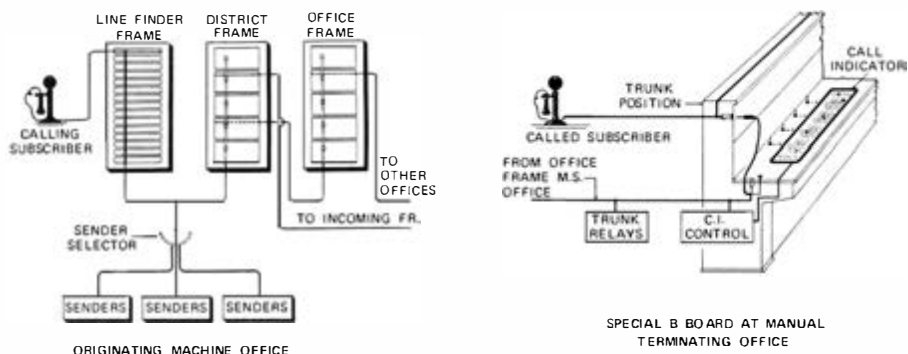 LINE FINDER
FRAME
DISTRICT
FRAME
OFFICE
FRAME
CALLING
SUBSCRIBER
TO
OTHER
OFFICES
TO INCOMING FR.
SENDER
SELECTOR
SENDERS
SENDERS
SENDERS
ORIGINATING MACHINE OFFICE
CALL
INDICATOR
TRUNK
POSITION
CALLED SUBSCRIBER
FROM OFFICE
FRAME M.S.
OFFICE
TRUNK
RELAYS
C.I.
CONTROL
SPECIAL B BOARD AT MANUAL
TERMINATING OFFICE